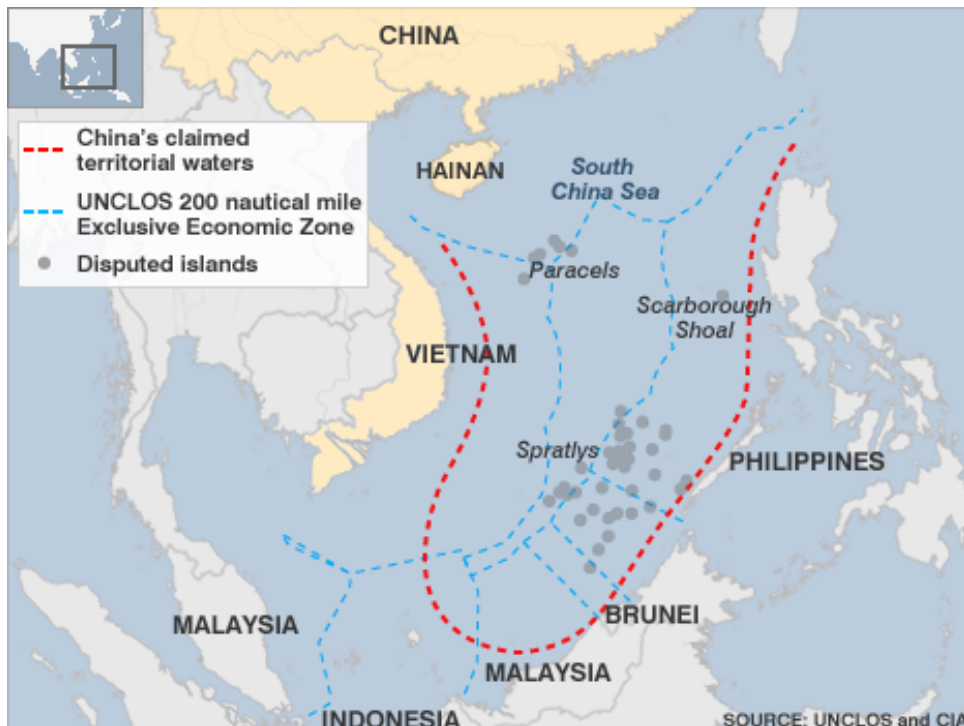 CHINA
China's claimed
territorial waters
UNCLOS 200 nautical mile
Exclusive Economic Zone
Disputed islands
HAINAN
South
China Sea
Paracels
Scarborough
Shoal
VIETNAM
Spratlys
PHILIPPINES
MALAYSIA
BRUNEI
MALAYSIA
INDONESIA
SOURCE: UNCLOS and CIA